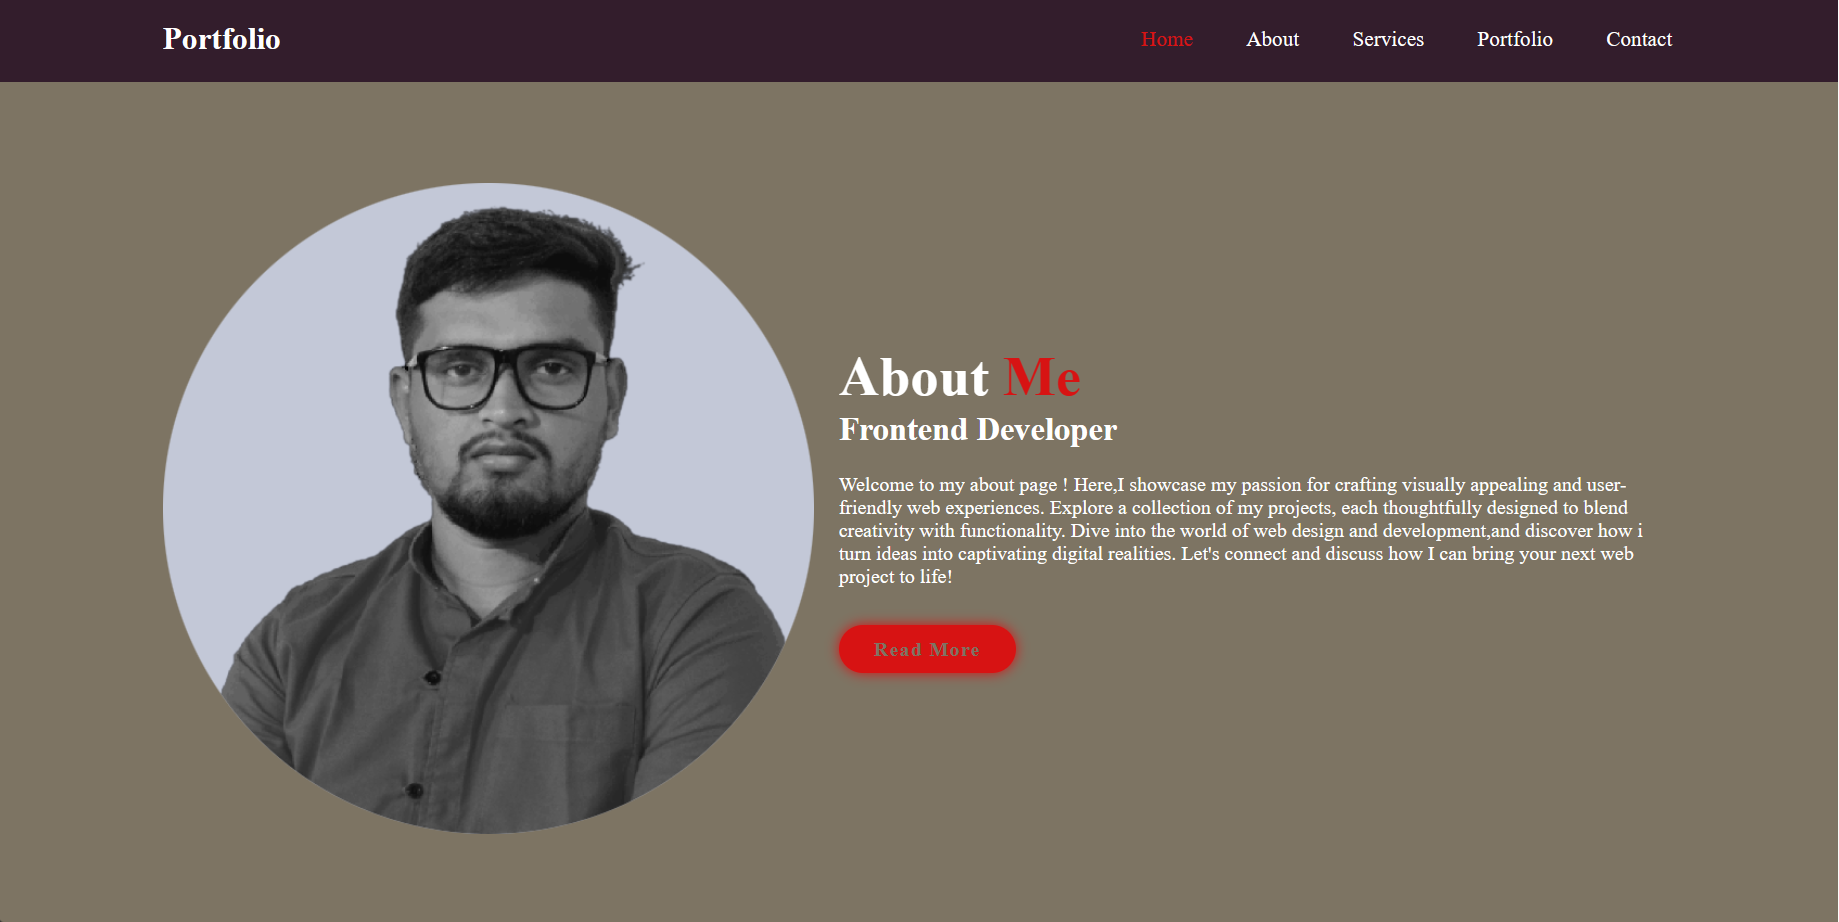 Portfolio
Home About Services Portfolio Contact
About Me
Frontend Developer
Welcome to my about page ! Here,I showcase my passion for crafting visually appealing and user-
friendly web experiences. Explore a collection of my projects, each thoughtfully designed to blend
creativity with functionality. Dive into the world of web design and development,and discover how i
turn ideas into captivating digital realities. Let's connect and discuss how I can bring your next web
project to life!
Read More